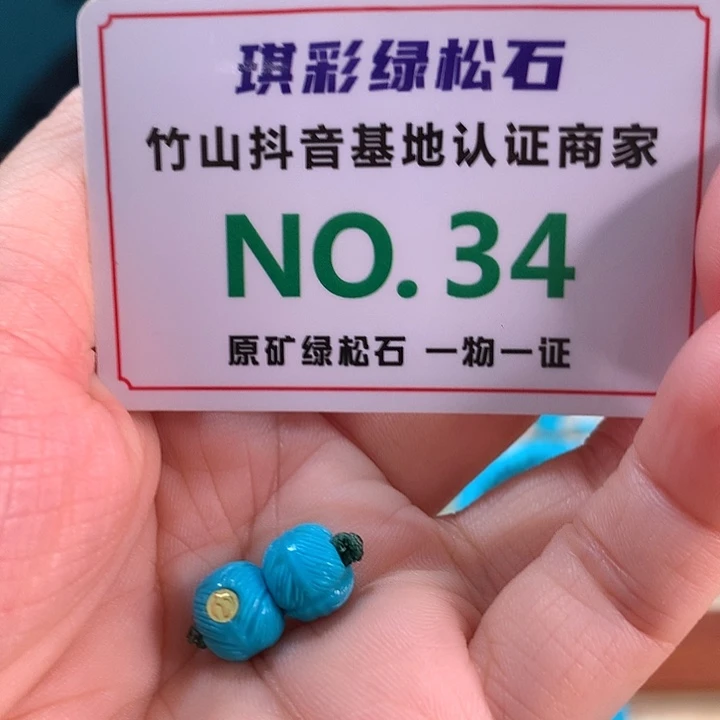 琪彩绿松石
竹山抖音基地认证商家
NO.34
原矿绿松石 一物一证